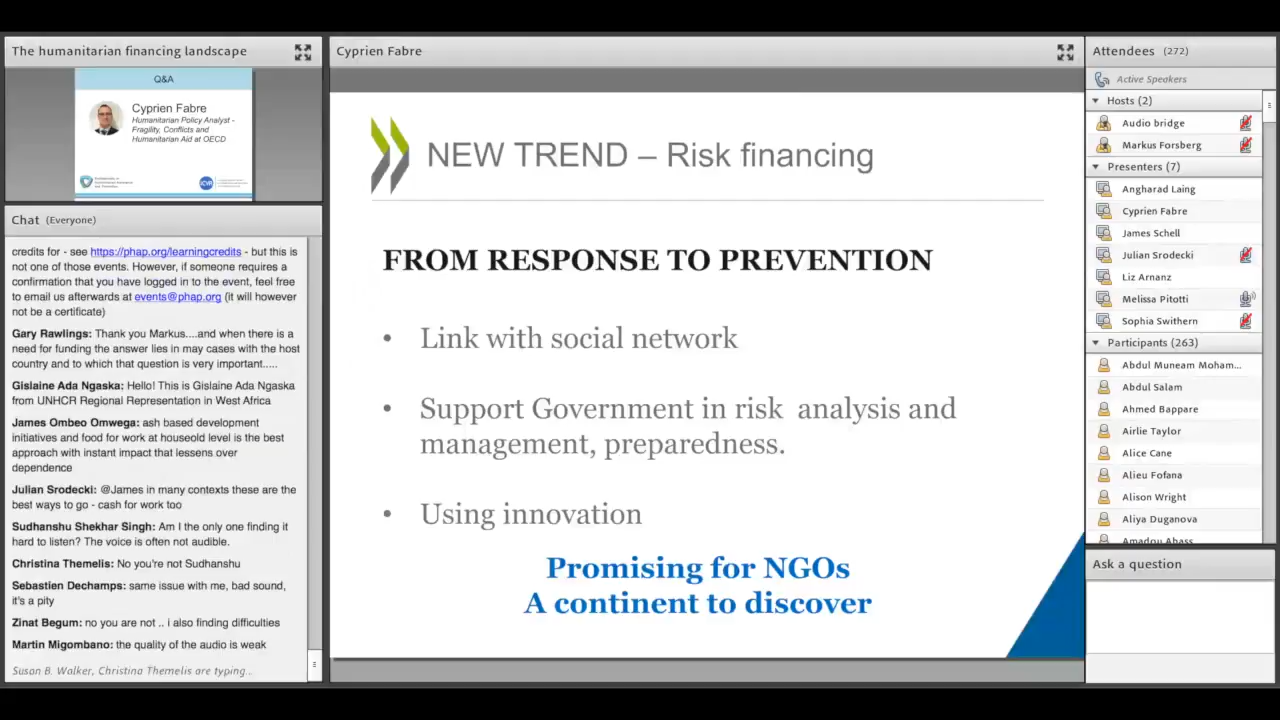 The humanitarian financing landscape
Q&A
Cyprien Fabre
Humanitarian Policy Analyst -
Fragility, Conflicts and
Humanitarian Aid at OECD
Chat (Everyone)
credits for - see https://phap.org/learningcredits - but this is
not one of those events. However, if someone requires a
confirmation that you have logged in to the event, feel free
to email us afterwards at events@phap.org (it will however
not be a certificate)
Gary Rawlings: Thank you Markus....and when there is a
need for funding the answer lies in may cases with the host
country and to which that question is very important.....
Gislaine Ada Ngaska: Hello! This is Gislaine Ada Ngaska
from UNHCR Regional Representation in West Africa
James Ombeo Omwega: ash based development
initiatives and food for work at houseold level is the best
approach with instant impact that lessens over
dependence
Julian Srodecki: @James in many contexts these are the
best ways to go - cash for work too
Sudhanshu Shekhar Singh: Am I the only one finding it
hard to listen? The voice is often not audible.
Christina Themelis: No you're not Sudhanshu
Sebastien Dechamps: same issue with me, bad sound,
it's a pity
Zinat Begum: no you are not .. i also finding difficulties
Martin Migombano: the quality of the audio is weak
Susan B. Walker, Christina Themelis are typing...
Cyprien Fabre
NEW TREND – Risk financing
FROM RESPONSE TO PREVENTION
• Link with social network
• Support Government in risk analysis and
management, preparedness.
• Using innovation
Promising for NGOs
A continent to discover
Attendees (272)
Active Speakers
Hosts (2)
Audio bridge
Markus Forsberg
Presenters (7)
Angharad Laing
Cyprien Fabre
James Schell
Julian Srodecki
Liz Arnanz
Melissa Pitotti
Sophia Swithern
Participants (263)
Abdul Muneam Moham...
Abdul Salam
Ahmed Bappare
Airlie Taylor
Alice Cane
Alieu Fofana
Alison Wright
Aliya Duganova
Amadou Abass
Ask a question